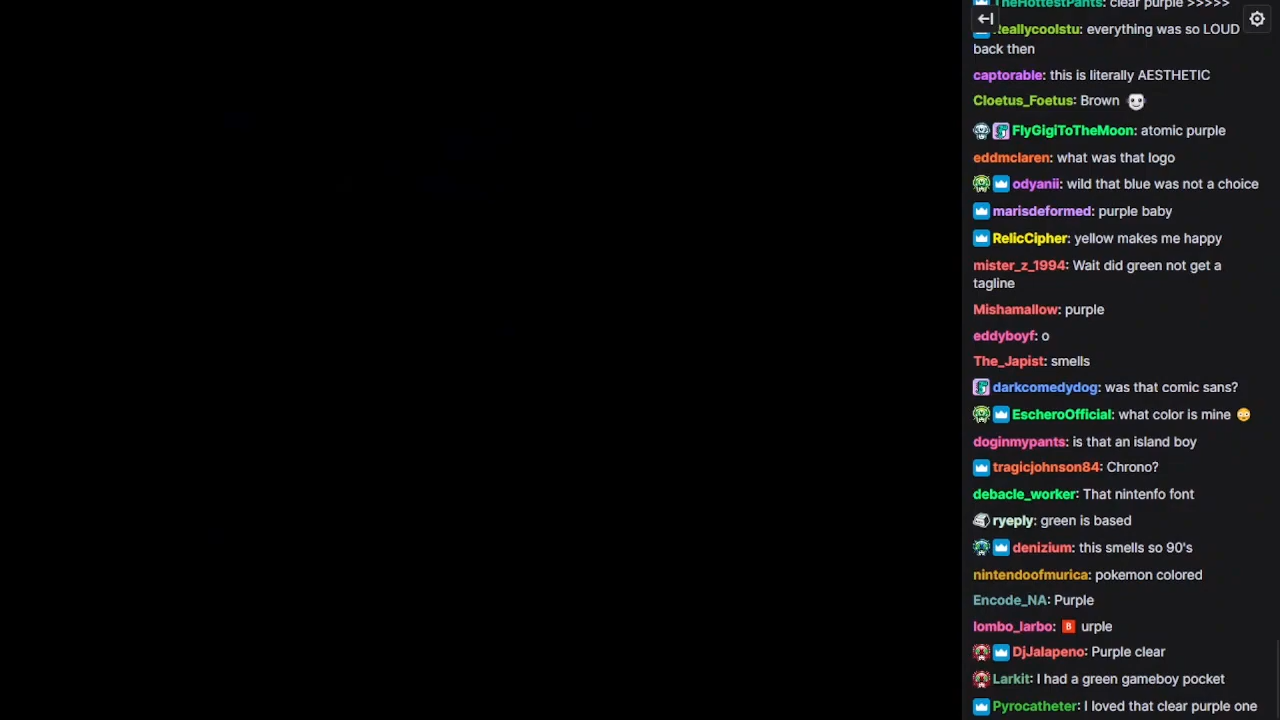 TheHottestPants: clear purple >>>>>
Reallycoolstu: everything was so LOUD
back then
captorable: this is literally AESTHETIC
Cloetus_Foetus: Brown
FlyGigiToTheMoon: atomic purple
eddmclaren: what was that logo
odyanii: wild that blue was not a choice
marisdeformed: purple baby
RelicCipher: yellow makes me happy
mister_z_1994: Wait did green not get a
tagline
Mishamallow: purple
eddyboyf: o
The_Japist: smells
darkcomedydog: was that comic sans?
EscheroOfficial: what color is mine 😳
doginmypants: is that an island boy
tragicjohnson84: Chrono?
debacle_worker: That nintenfo font
ryeply: green is based
denizium: this smells so 90's
nintendoofmurica: pokemon colored
Encode_NA: Purple
lombo_larbo: B urple
DjJalapeno: Purple clear
Larkit: I had a green gameboy pocket
Pyrocatheter: I loved that clear purple one